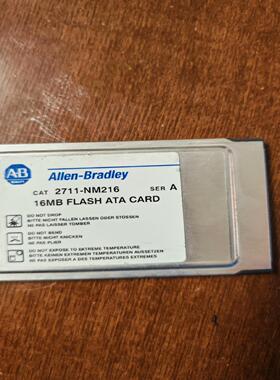 AB
Allen-Bradley
CAT 2711-NM216 SER A
16MB FLASH ATA CARD
DO NOT DROP
BITTE NICHT FALLEN LASSEN ODER STOSSEN
NE PAS LAISSER TOMBER
DO NOT BEND
BITTE NICHT KNICKEN
NE PAS PLIER
DO NOT EXPOSE TO EXTREME TEMPERATURE
BITTE KEINEN EXTREMEN TEMPERATUREN AUSSETZEN
NE PAS EXPOSER A DES TEMPERATURES EXTREMES